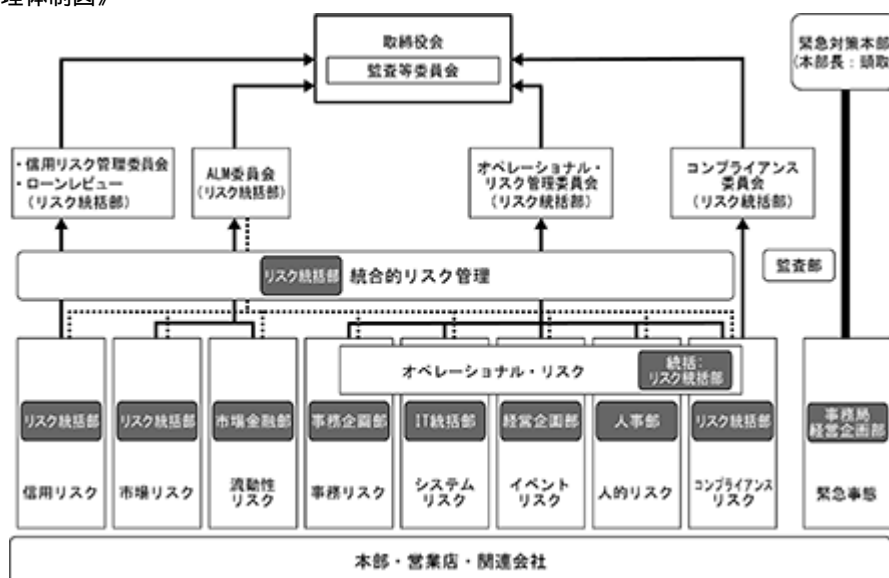 理体制図》
取締役会
監査等委員会
緊急対策本部
(本部長：頭取
・信用リスク管理委員会
・ローンレビュー
(リスク統括部)
ALM委員会
(リスク統括部)
オペレーショナル・
リスク管理委員会
(リスク統括部)
コンプライアンス
委員会
(リスク統括部)
監査部
リスク統括部 統合的リスク管理
オペレーショナル・リスク
統括：
リスク統括部
リスク統括部
信用リスク
リスク統括部
市場リスク
市場金融部
流動性
リスク
事務企画部
事務リスク
IT統括部
システム
リスク
経営企画部
イベント
リスク
人事部
人的リスク
リスク統括部
コンプライアンス
リスク
事務局
経営企画部
緊急事態
本部・営業店・関連会社